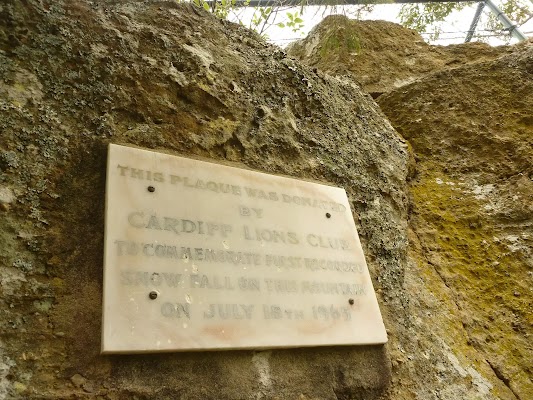 THIS PLAQUE WAS DONATED
BY
CARDIFF LIONS CLUB
TO COMMEMORATE FIRST RECORDED
SNOW FALL ON THIS MOUNTAIN
ON JULY 18TH 1965